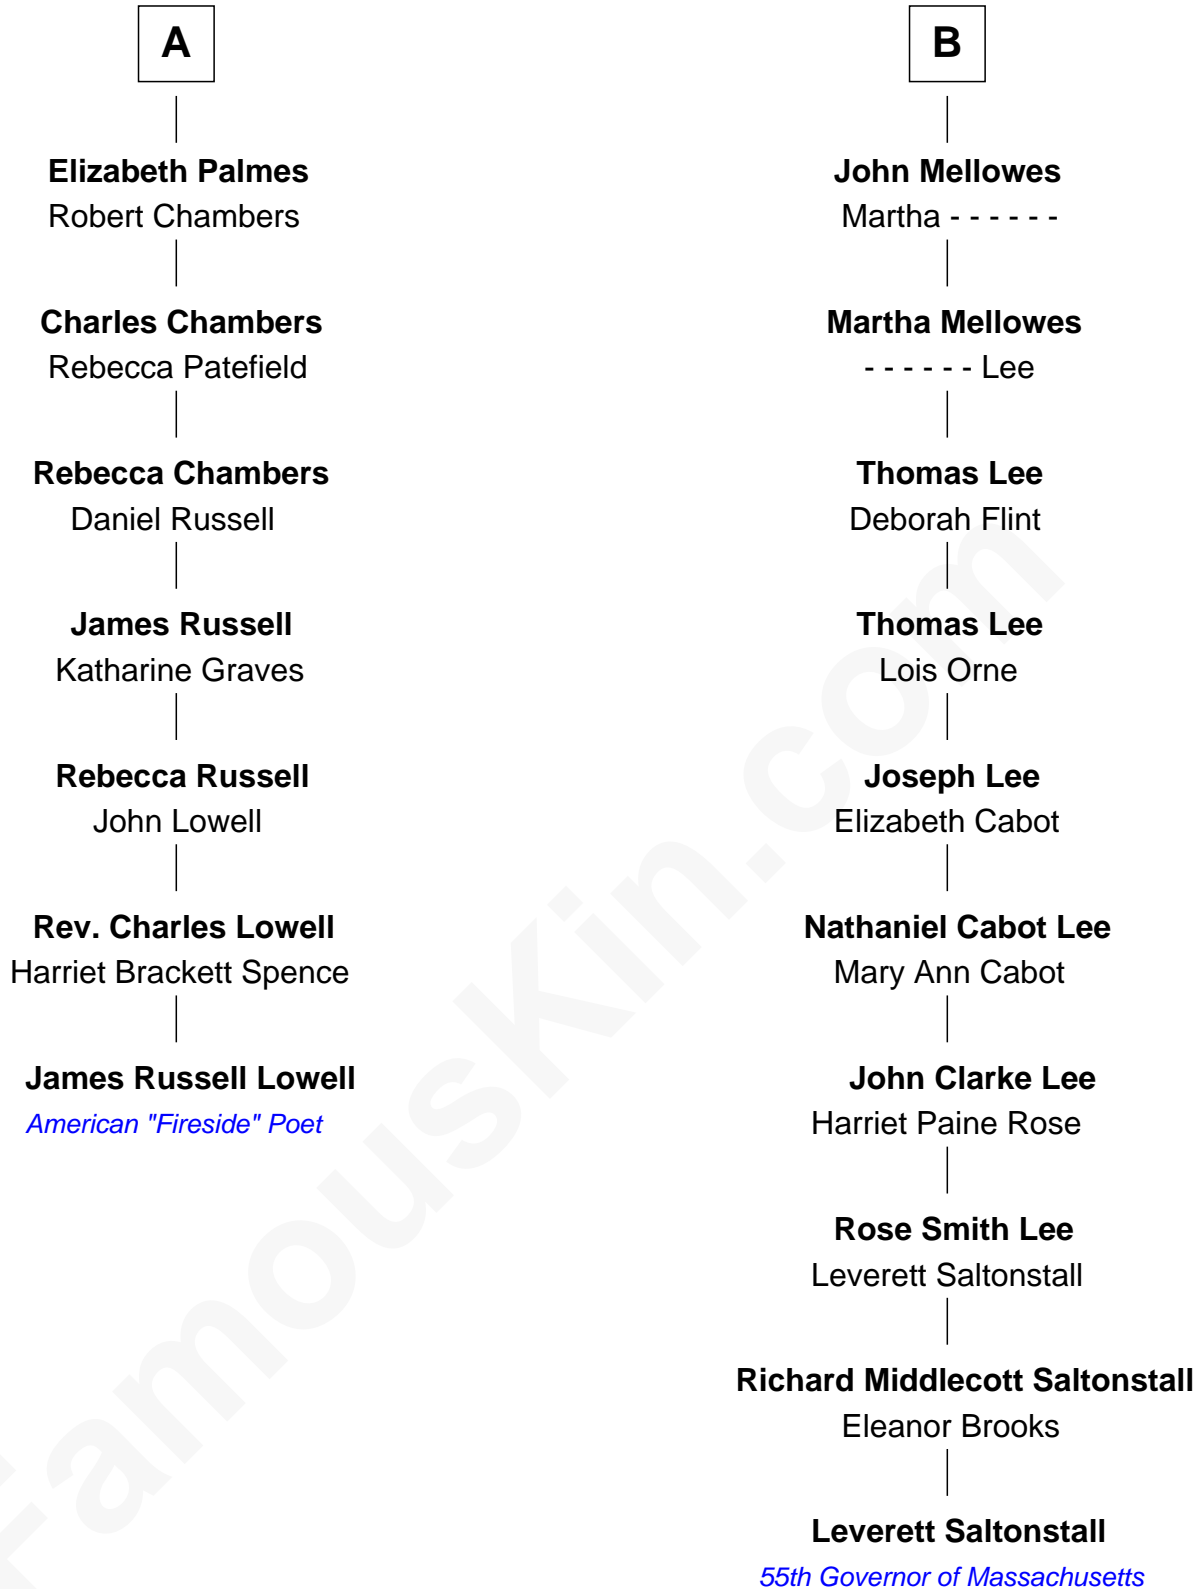 A
Elizabeth Palmes
Robert Chambers
Charles Chambers
Rebecca Patefield
Rebecca Chambers
Daniel Russell
James Russell
Katharine Graves
Rebecca Russell
John Lowell
Rev. Charles Lowell
Harriet Brackett Spence
James Russell Lowell
American "Fireside" Poet
B
John Mellowes
Martha - - - - - -
Martha Mellowes
- - - - - - Lee
Thomas Lee
Deborah Flint
Thomas Lee
Lois Orne
Joseph Lee
Elizabeth Cabot
Nathaniel Cabot Lee
Mary Ann Cabot
John Clarke Lee
Harriet Paine Rose
Rose Smith Lee
Leverett Saltonstall
Richard Middlecott Saltonstall
Eleanor Brooks
Leverett Saltonstall
55th Governor of Massachusetts
FamousKin.com